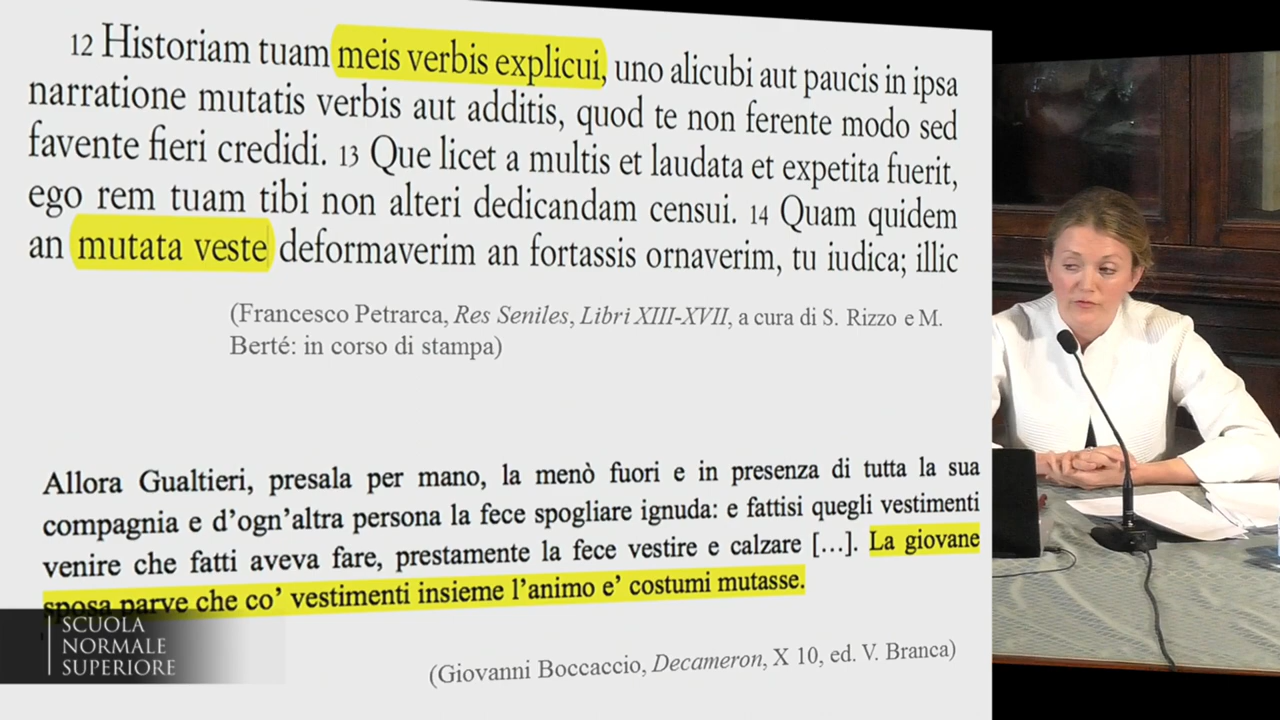 12 Historiam tuam meis verbis explicui, uno alicubi aut paucis in ipsa
narratione mutatis verbis aut additis, quod te non ferente modo sed
favente fieri credidi. 13 Que licet a multis et laudata et expetita fuerit,
ego rem tuam tibi non alteri dedicandam censui. 14 Quam quidem
an mutata veste deformaverim an fortassis ornaverim, tu iudica; illic
(Francesco Petrarca, Res Seniles, Libri XIII-XVII, a cura di S. Rizzo e M.
Berté: in corso di stampa)
Allora Gualtieri, presala per mano, la menò fuori e in presenza di tutta la sua
compagnia e d’ogn’altra persona la fece spogliare ignuda: e fattisi quegli vestimenti
venire che fatti aveva fare, prestamente la fece vestire e calzare [...]. La giovane
sposa parve che co’ vestimenti insieme l’animo e’ costumi mutasse.
(Giovanni Boccaccio, Decameron, X 10, ed. V. Branca)
SCUOLA
NORMALE
SUPERIORE